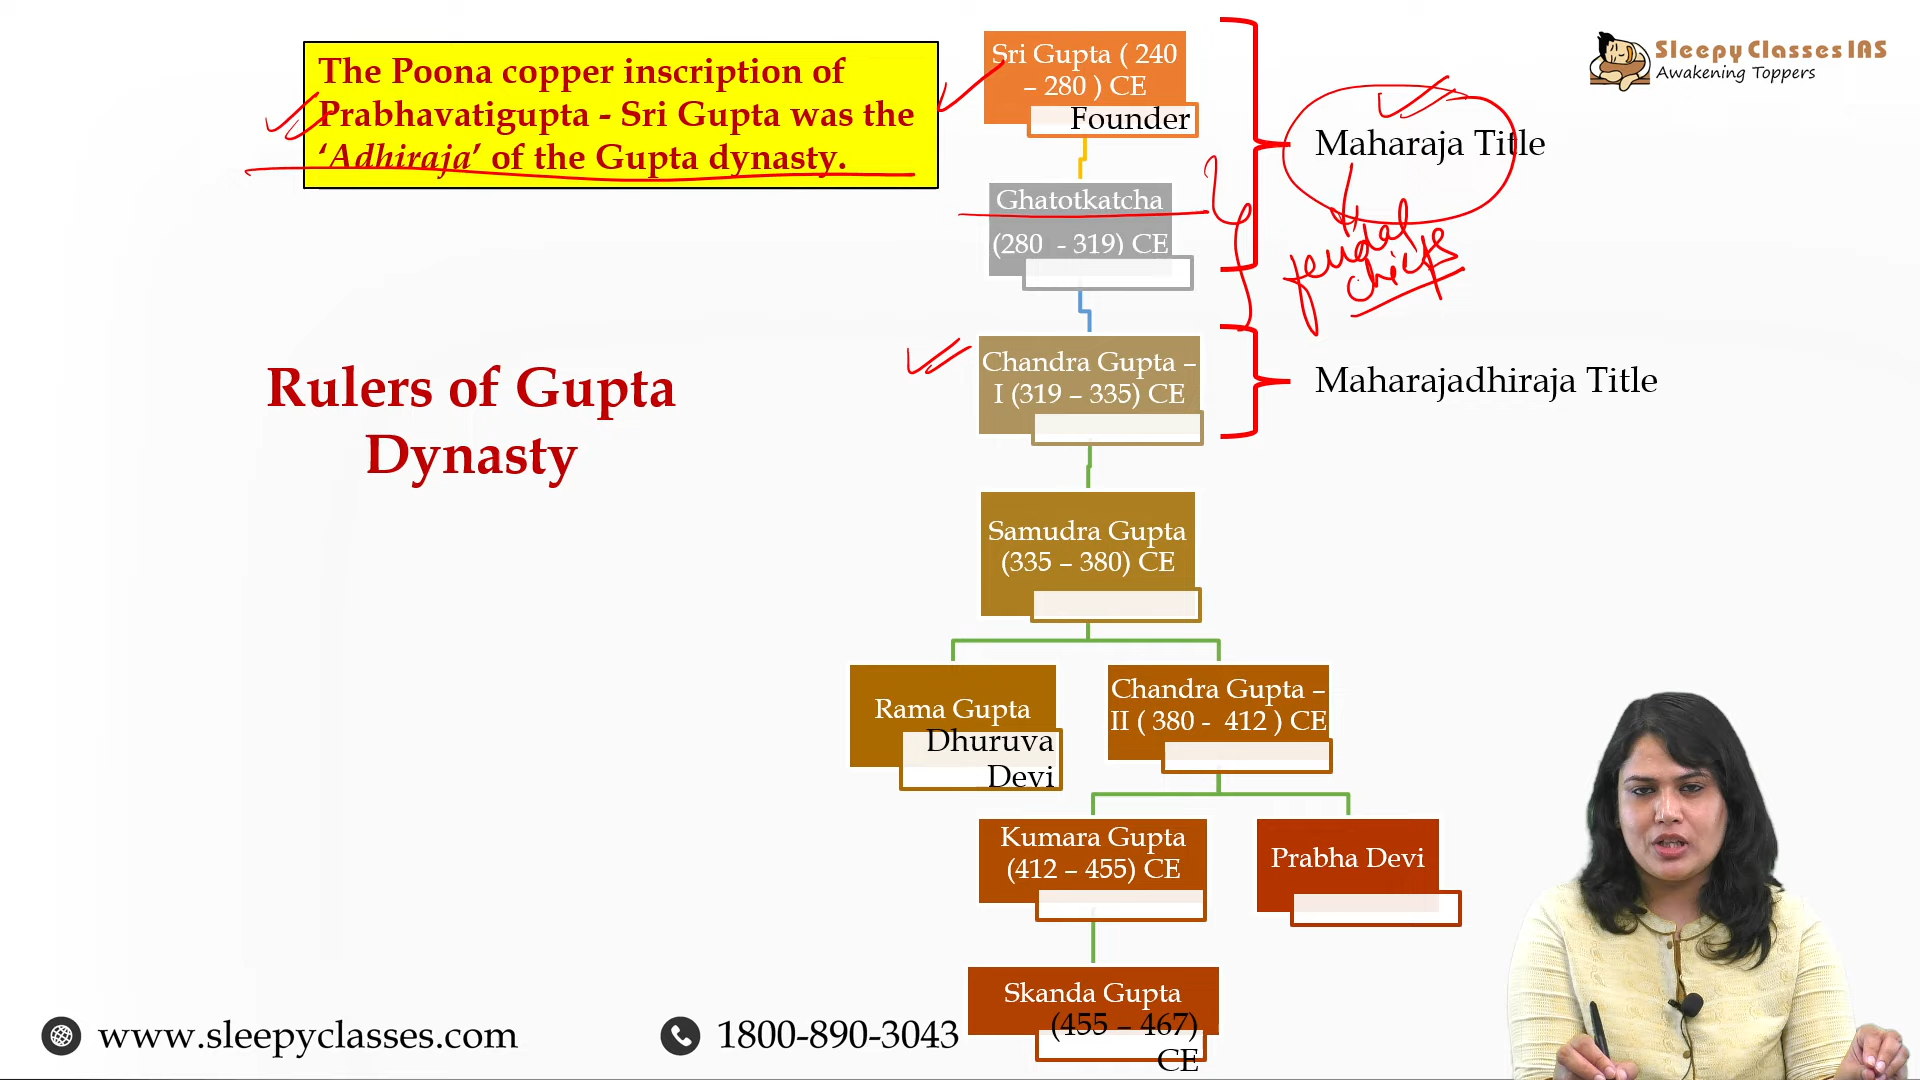 The Poona copper inscription of
Prabhavatigupta - Sri Gupta was the
‘Adhiraja’ of the Gupta dynasty.
Sri Gupta ( 240
– 280 ) CE
Founder
Sleepy Classes IAS
Awakening Toppers
Maharaja Title
feudal
chiefs
Ghatotkatcha
(280 - 319) CE
Rulers of Gupta
Dynasty
Chandra Gupta –
I (319 – 335) CE
Maharajadhiraja Title
Samudra Gupta
(335 – 380) CE
Rama Gupta
Dhuruva
Devi
Chandra Gupta –
II ( 380 - 412 ) CE
Kumara Gupta
(412 – 455) CE
Prabha Devi
Skanda Gupta
(455 – 467)
CE
www.sleepyclasses.com
1800-890-3043